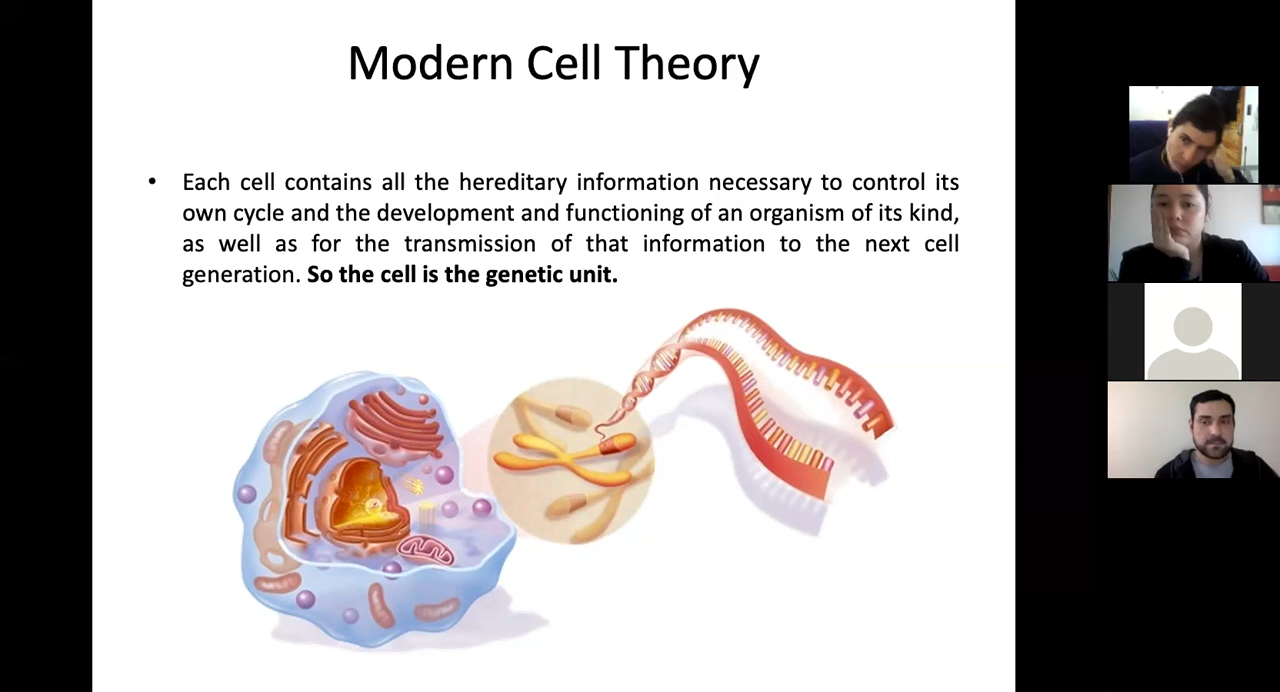 Modern Cell Theory
• Each cell contains all the hereditary information necessary to control its
own cycle and the development and functioning of an organism of its kind,
as well as for the transmission of that information to the next cell
generation. So the cell is the genetic unit.